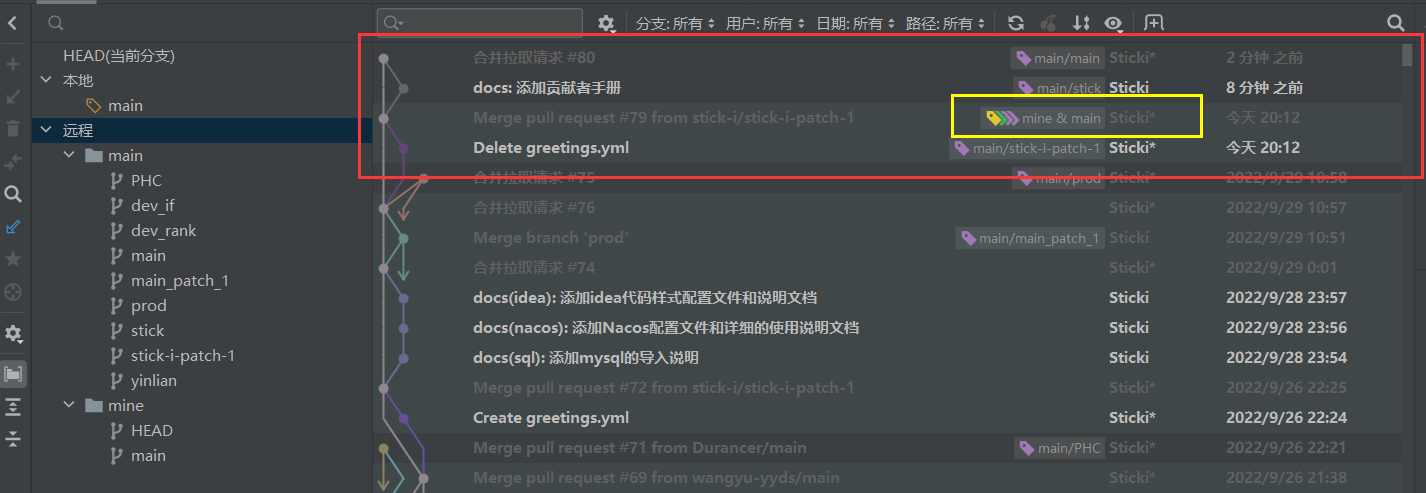 分支: 所有 用户: 所有 日期: 所有 路径: 所有
HEAD(当前分支)
本地
main
远程
main
PHC
dev_if
dev_rank
main
main_patch_1
prod
stick
stick-i-patch-1
yinlian
mine
HEAD
main
合并拉取请求 #80 main/main Sticki* 2 分钟 之前
docs: 添加贡献者手册 main/stick Sticki 8 分钟 之前
Merge pull request #79 from stick-i/stick-i-patch-1 mine & main Sticki* 今天 20:12
Delete greetings.yml main/stick-i-patch-1 Sticki* 今天 20:12
合并拉取请求 #75 main/prod Sticki* 2022/9/29 10:58
合并拉取请求 #76 Sticki* 2022/9/29 10:57
Merge branch 'prod' main/main_patch_1 Sticki 2022/9/29 10:51
合并拉取请求 #74 Sticki* 2022/9/29 0:01
docs(idea): 添加idea代码样式配置文件和说明文档 Sticki 2022/9/28 23:57
docs(nacos): 添加Nacos配置文件和详细的使用说明文档 Sticki 2022/9/28 23:56
docs(sql): 添加mysql的导入说明 Sticki 2022/9/28 23:54
Merge pull request #72 from stick-i/stick-i-patch-1 Sticki* 2022/9/26 22:25
Create greetings.yml Sticki* 2022/9/26 22:24
Merge pull request #71 from Durancer/main main/PHC Sticki* 2022/9/26 22:21
Merge pull request #69 from wangyu-yyds/main Sticki* 2022/9/26 21:38